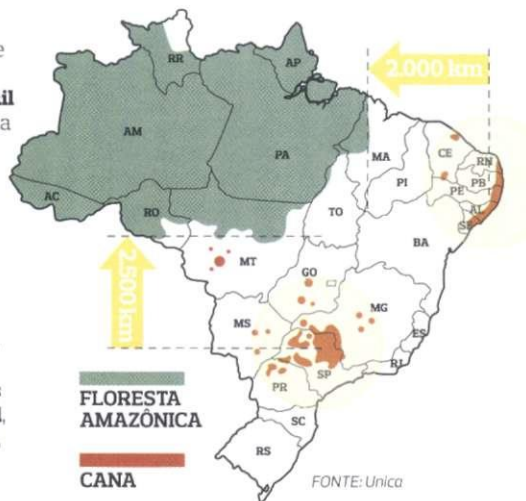 e
il
a
RR
AP
2.000 km
AM
PA
MA
CE
RN
PB
PI
PE
AL
SE
AC
RO
TO
BA
MT
2.500 km
GO
MG
MS
ES
SP
RJ
PR
SC
RS
FLORESTA
AMAZÔNICA
CANA
FONTE: Unica